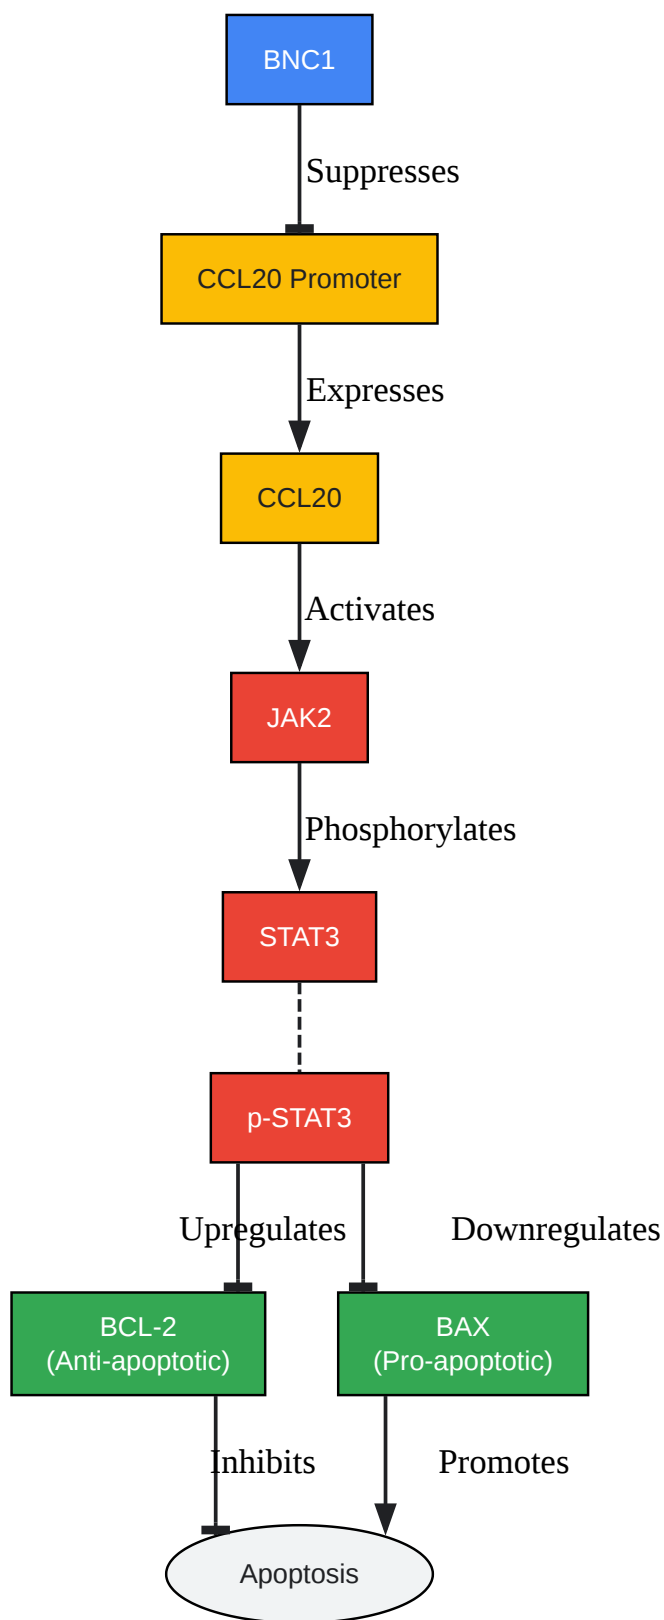 BNC1
Suppresses
CCL20 Promoter
Expresses
CCL20
Activates
JAK2
Phosphorylates
STAT3
p-STAT3
Upregulates
Downregulates
BCL-2
(Anti-apoptotic)
BAX
(Pro-apoptotic)
Inhibits
Promotes
Apoptosis